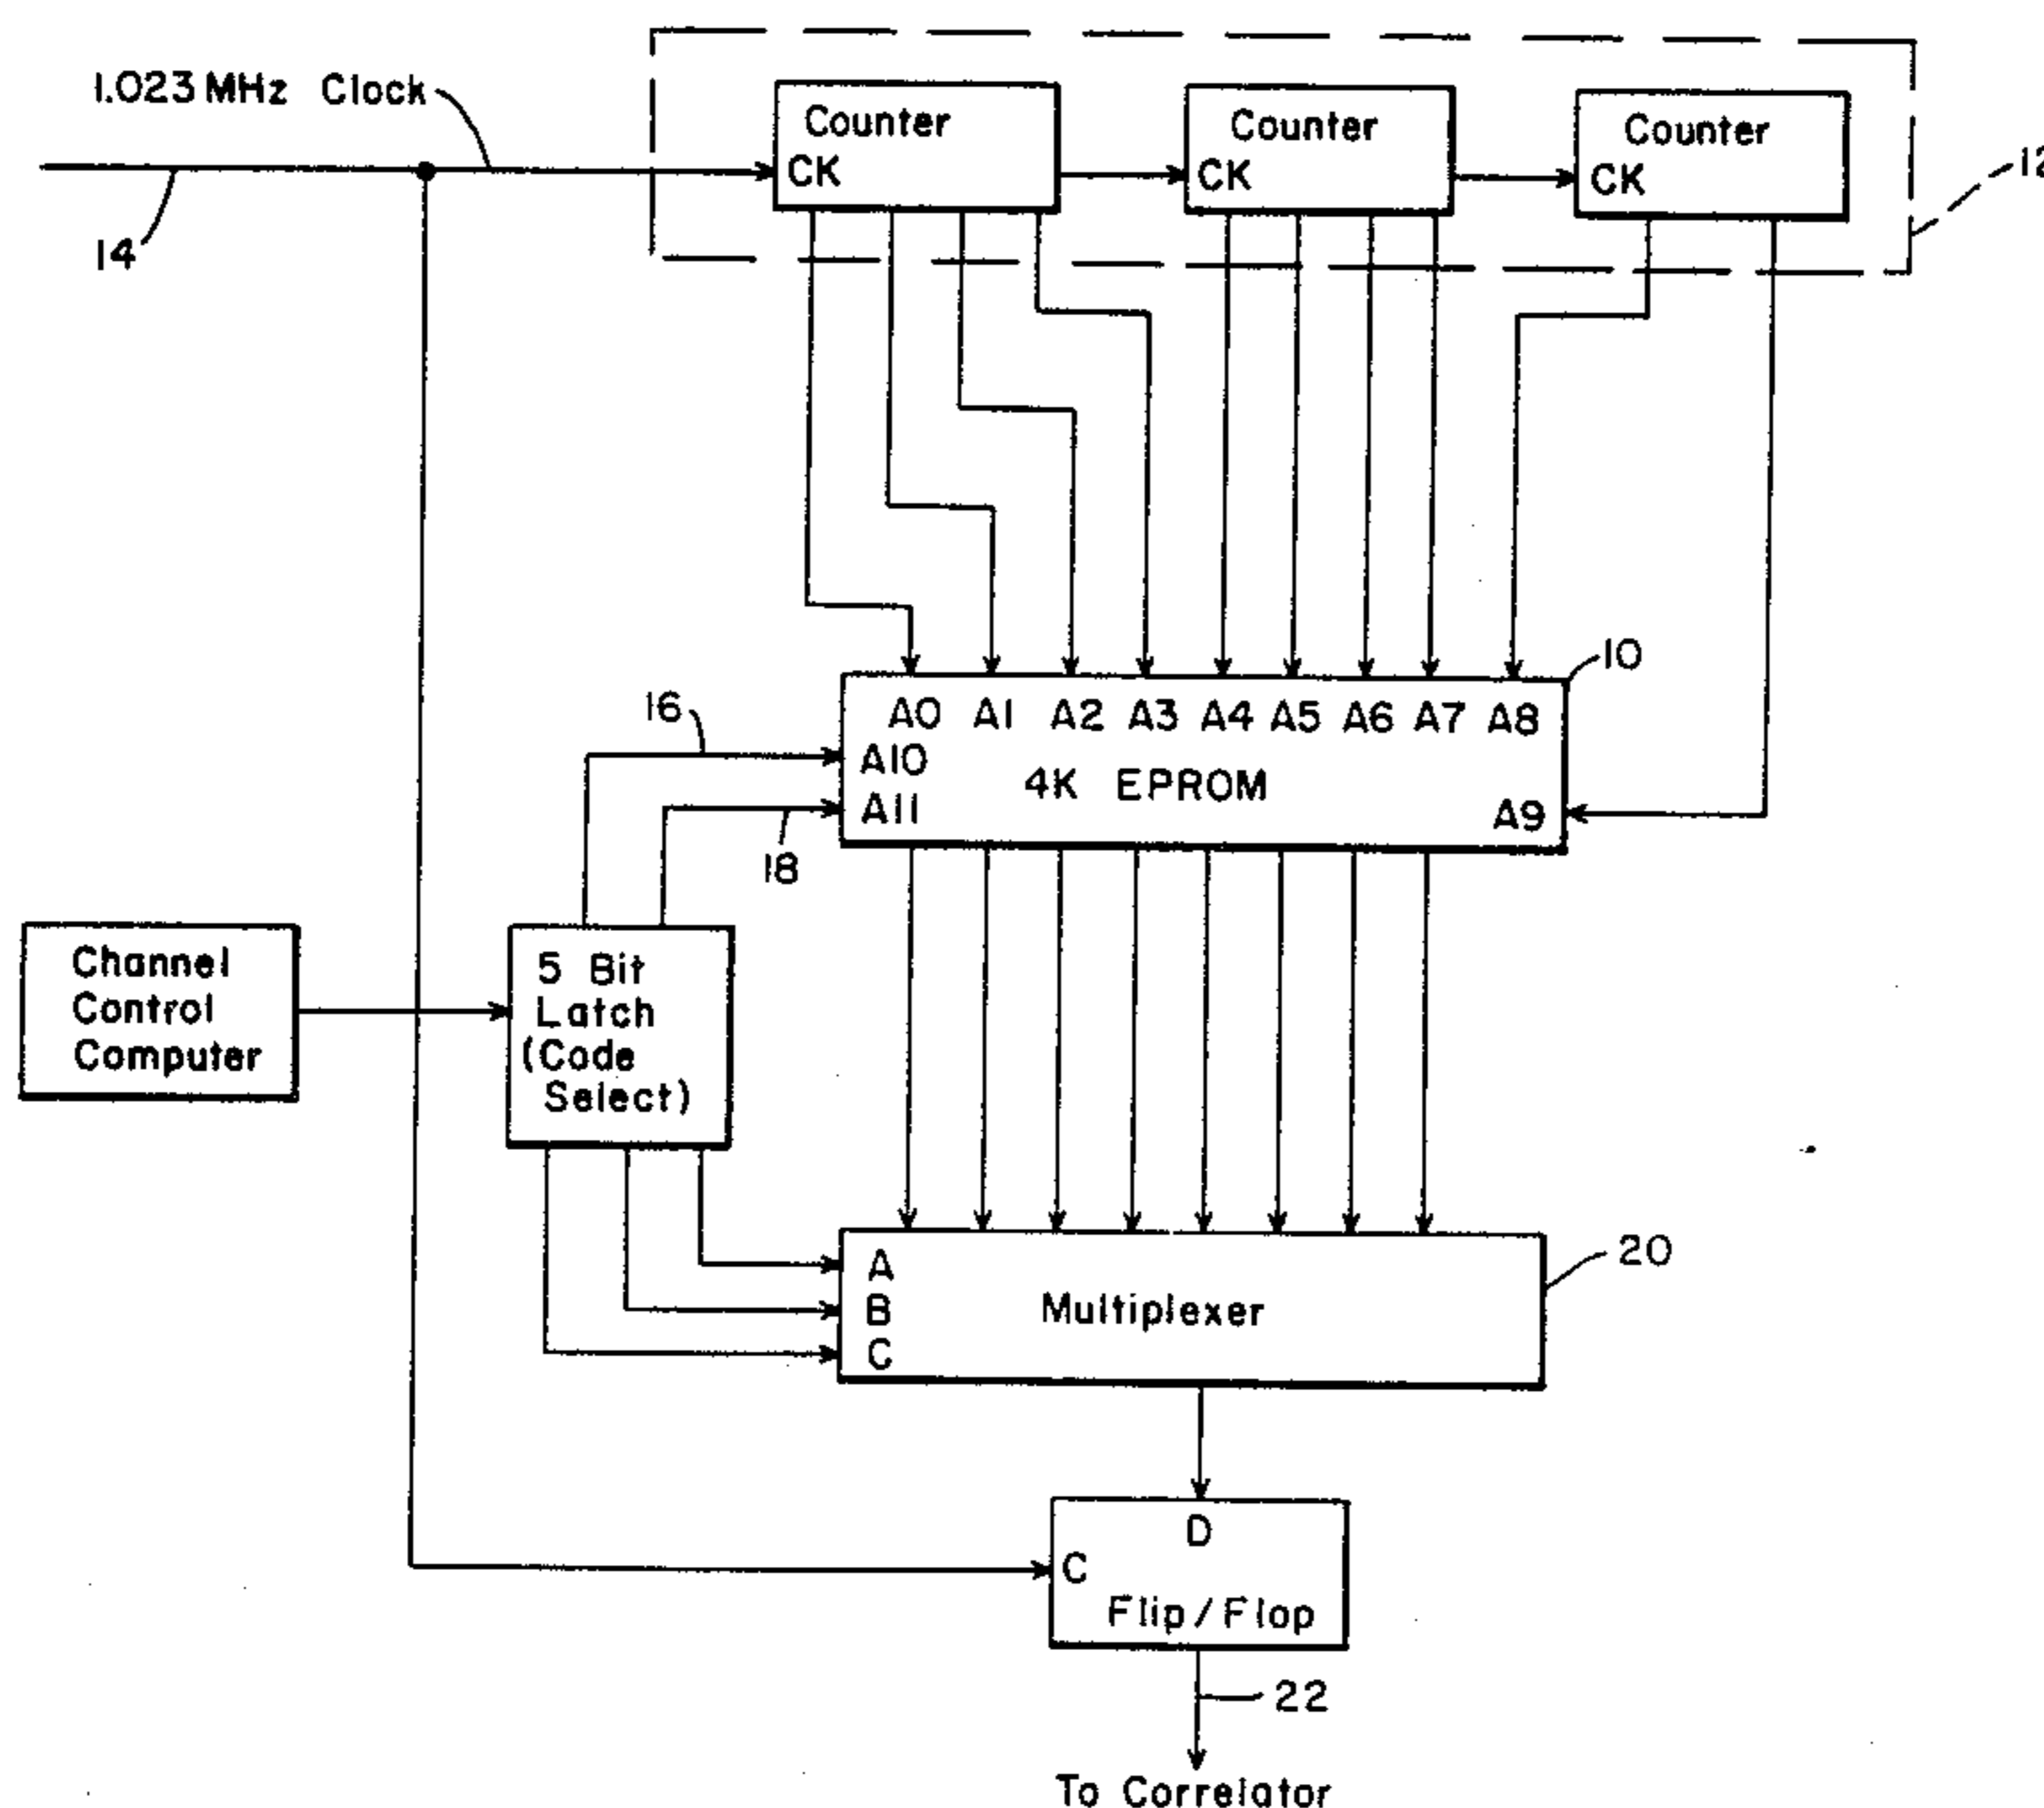 1.023 MHz Clock
14
Counter
CK
Counter
CK
Counter
CK
12
10
A0 A1 A2 A3 A4 A5 A6 A7 A8
A10
4K EPROM
A11
A9
16
18
Channel
Control
Computer
5 Bit
Latch
(Code
Select)
A
B
C
Multiplexer
20
D
C
Flip/Flop
22
To Correlator